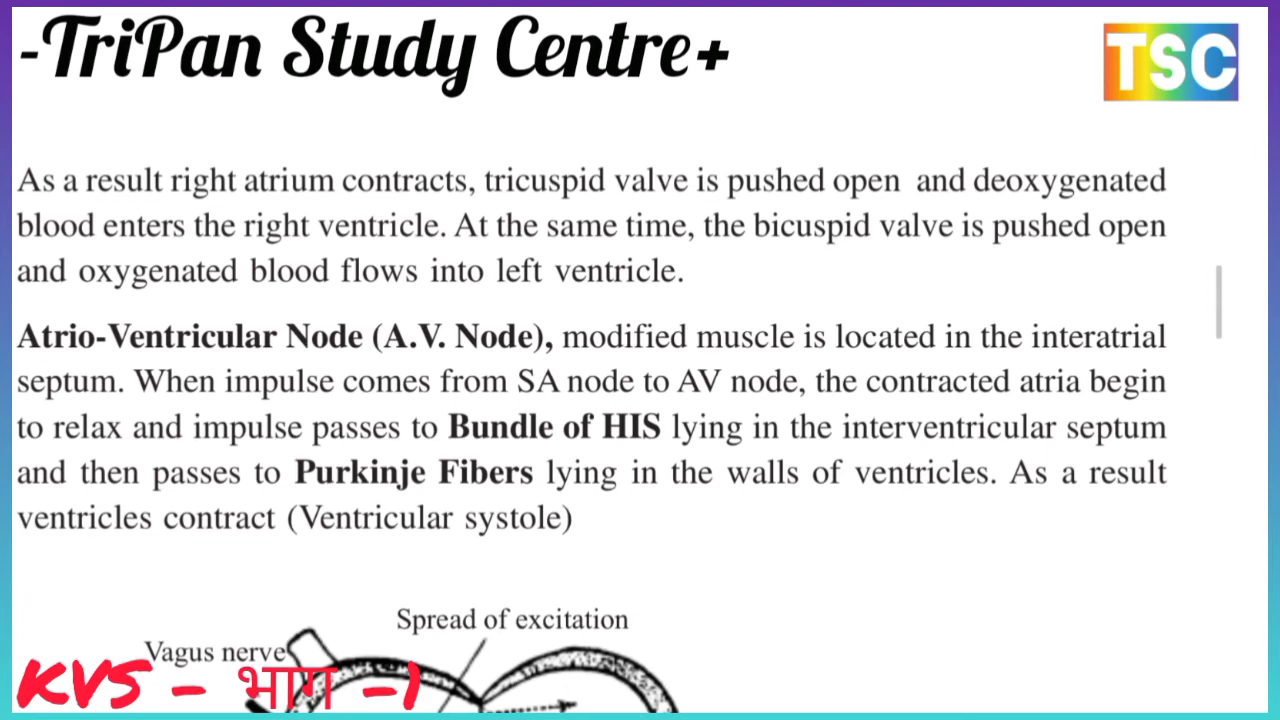 -TriPan Study Centre+
TSC
As a result right atrium contracts, tricuspid valve is pushed open and deoxygenated
blood enters the right ventricle. At the same time, the bicuspid valve is pushed open
and oxygenated blood flows into left ventricle.
Atrio-Ventricular Node (A.V. Node), modified muscle is located in the interatrial
septum. When impulse comes from SA node to AV node, the contracted atria begin
to relax and impulse passes to Bundle of HIS lying in the interventricular septum
and then passes to Purkinje Fibers lying in the walls of ventricles. As a result
ventricles contract (Ventricular systole)
Spread of excitation
Vagus nerve
KVS - भाग -1